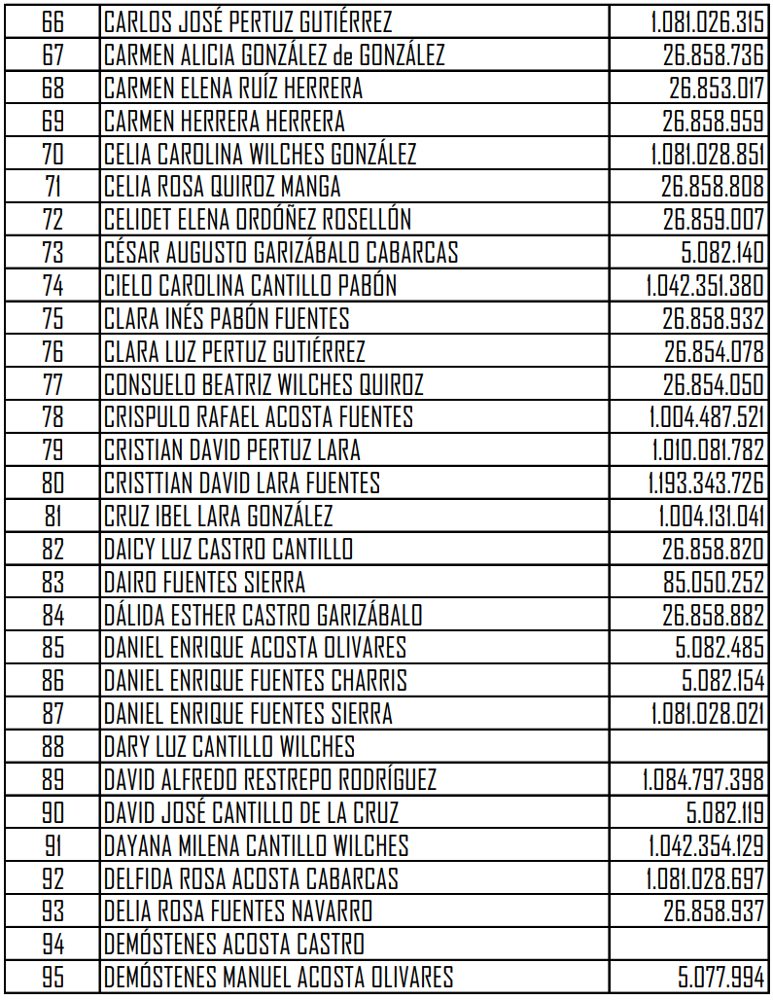 66 CARLOS JOSÉ PERTUZ GUTIÉRREZ 1.081.026.315
67 CARMEN ALICIA GONZÁLEZ de GONZÁLEZ 26.858.736
68 CARMEN ELENA RUÍZ HERRERA 26.853.017
69 CARMEN HERRERA HERRERA 26.858.959
70 CELIA CAROLINA WILCHES GONZÁLEZ 1.081.028.851
71 CELIA ROSA QUIROZ MANGA 26.858.808
72 CELIDET ELENA ORDÓÑEZ ROSELLÓN 26.859.007
73 CÉSAR AUGUSTO GARIZÁBALO CABARCAS 5.082.140
74 CIELO CAROLINA CANTILLO PABÓN 1.042.351.380
75 CLARA INÉS PABÓN FUENTES 26.858.932
76 CLARA LUZ PERTUZ GUTIÉRREZ 26.854.078
77 CONSUELO BEATRIZ WILCHES QUIROZ 26.854.050
78 CRISPULO RAFAEL ACOSTA FUENTES 1.004.487.521
79 CRISTIAN DAVID PERTUZ LARA 1.010.081.782
80 CRISTTIAN DAVID LARA FUENTES 1.193.343.726
81 CRUZ IBEL LARA GONZÁLEZ 1.004.131.041
82 DAICY LUZ CASTRO CANTILLO 26.858.820
83 DAIRO FUENTES SIERRA 85.050.252
84 DÁLIDA ESTHER CASTRO GARIZÁBALO 26.858.882
85 DANIEL ENRIQUE ACOSTA OLIVARES 5.082.485
86 DANIEL ENRIQUE FUENTES CHARRIS 5.082.154
87 DANIEL ENRIQUE FUENTES SIERRA 1.081.028.021
88 DARY LUZ CANTILLO WILCHES
89 DAVID ALFREDO RESTREPO RODRÍGUEZ 1.084.797.398
90 DAVID JOSÉ CANTILLO DE LA CRUZ 5.082.119
91 DAYANA MILENA CANTILLO WILCHES 1.042.354.129
92 DELFIDA ROSA ACOSTA CABARCAS 1.081.028.697
93 DELIA ROSA FUENTES NAVARRO 26.858.937
94 DEMÓSTENES ACOSTA CASTRO
95 DEMÓSTENES MANUEL ACOSTA OLIVARES 5.077.994